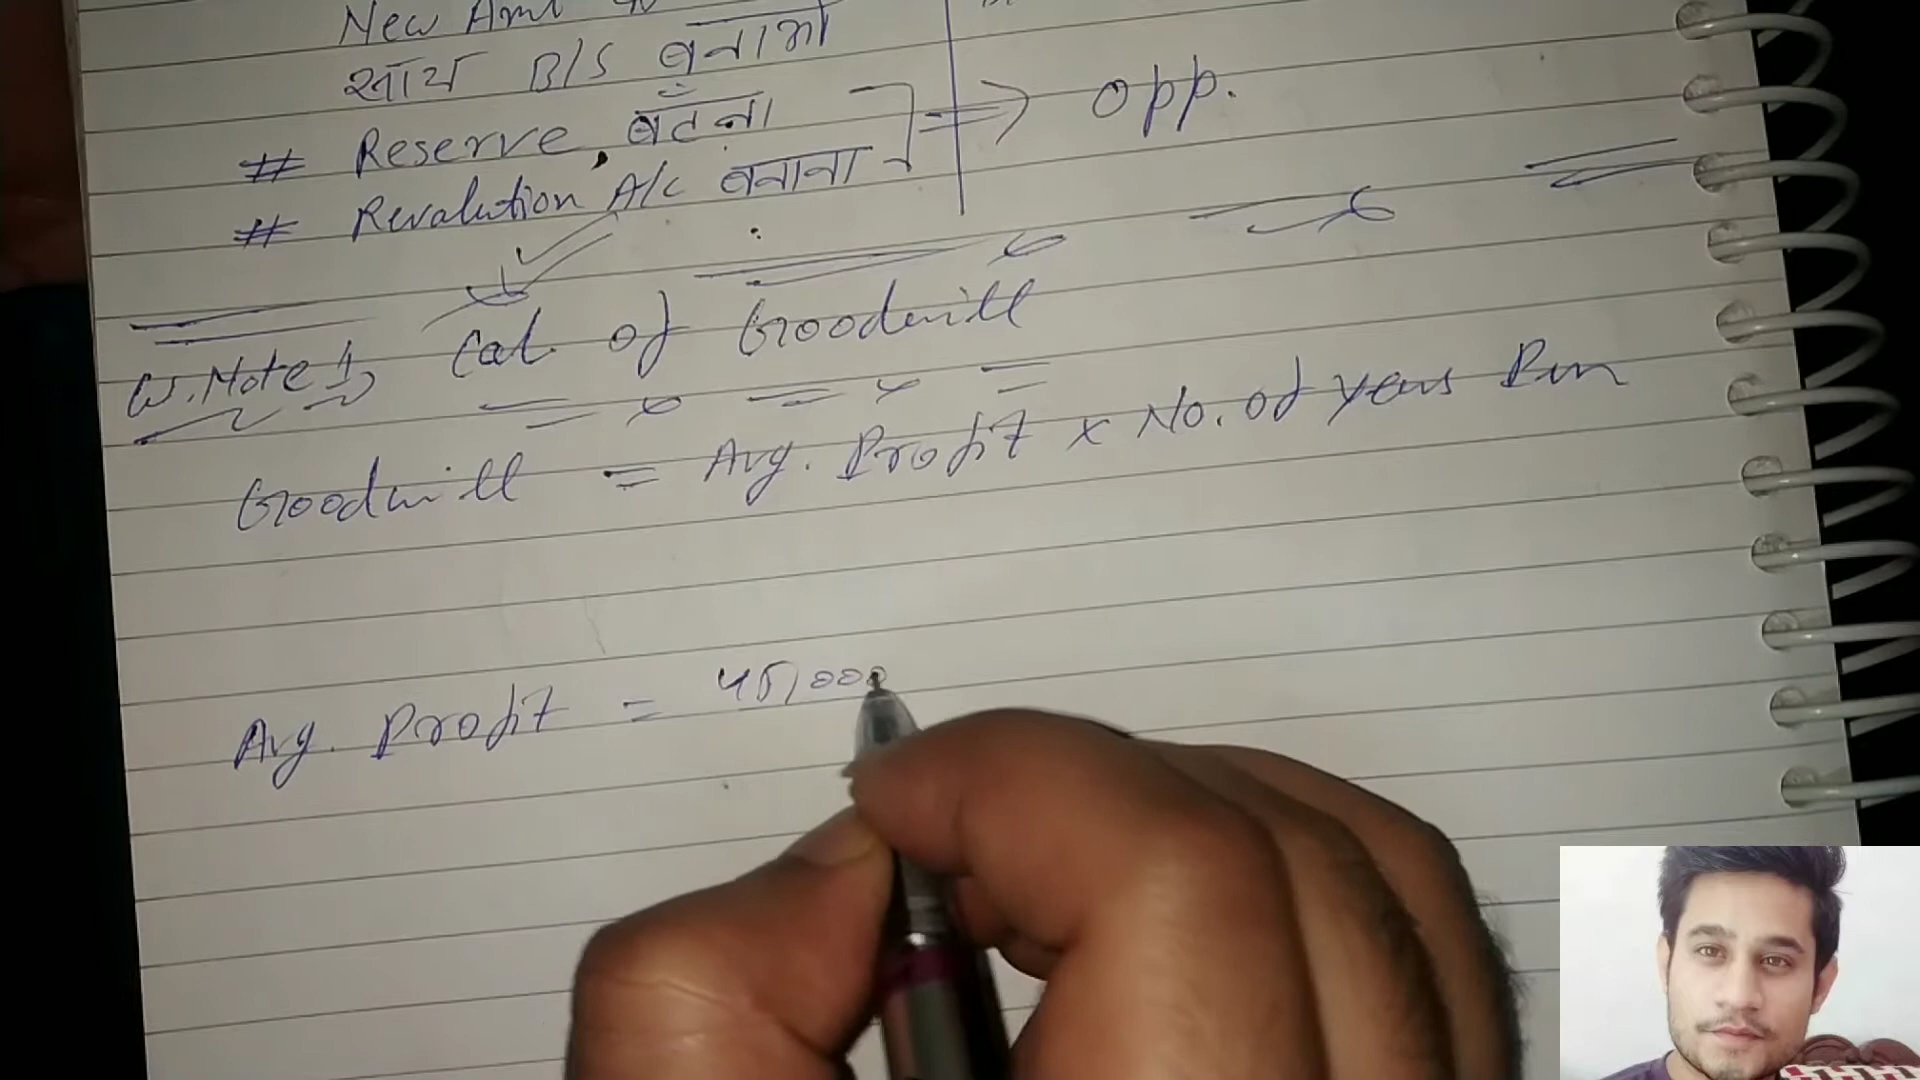 New Amt
साथ B/S बनाना
# Reserve, बँटना
# Revalution A/c बनाना ⇒ opp.
W.Note 1 Cal. of Goodwill
Goodwill = Avg. Profit × No. of years Pur
Avg. Profit = 45,000